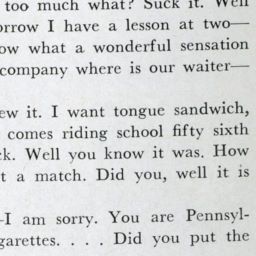 too much what? Suck it. Well
orrow I have a lesson at two—
ow what a wonderful sensation
company where is our waiter—
ew it. I want tongue sandwich,
comes riding school fifty sixth
k. Well you know it was. How
t a match. Did you, well it is
—I am sorry. You are Pennsyl-
garettes. . . . Did you put the